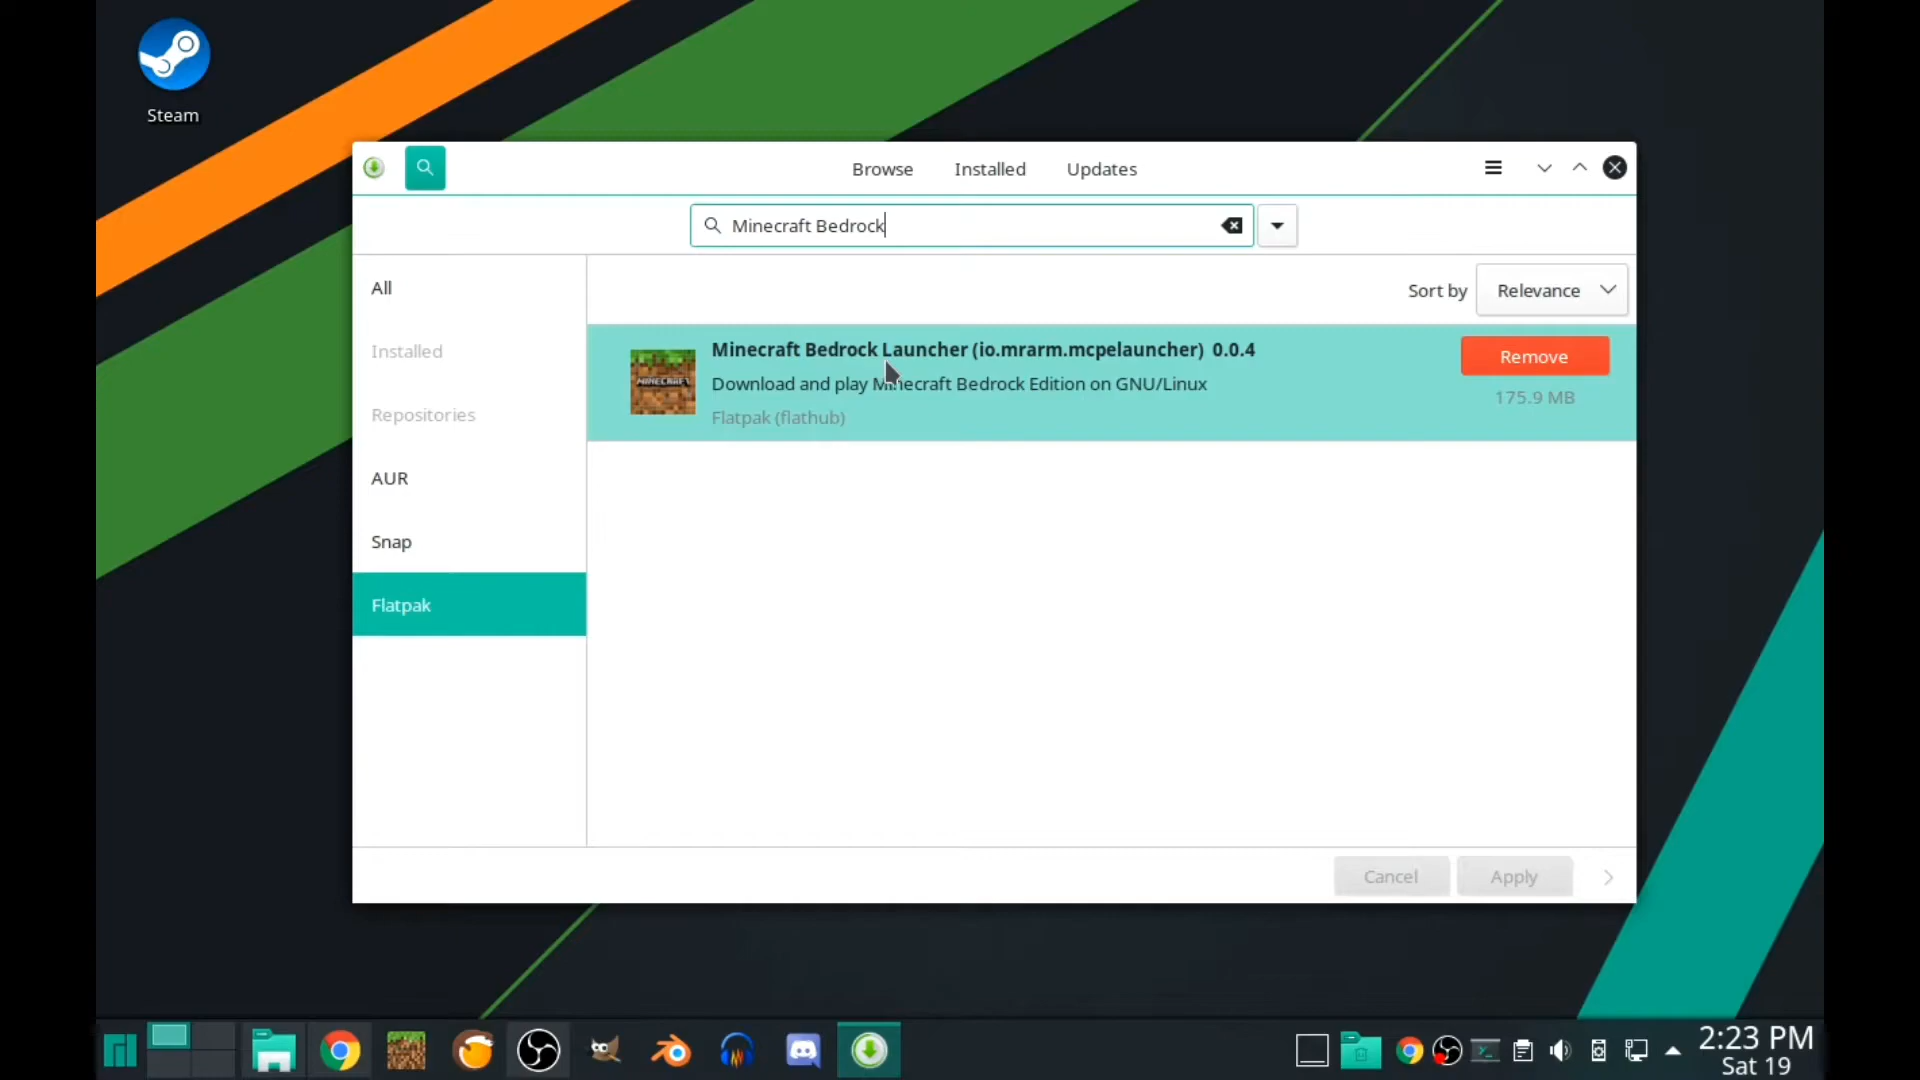 Steam
Browse Installed Updates
Minecraft Bedrock
All
Installed
Repositories
AUR
Snap
Flatpak
Sort by Relevance
MINECRAFT
Minecraft Bedrock Launcher (io.mrarm.mcpelauncher) 0.0.4
Download and play Minecraft Bedrock Edition on GNU/Linux
Flatpak (flathub)
Remove
175.9 MB
Cancel Apply
2:23 PM
Sat 19